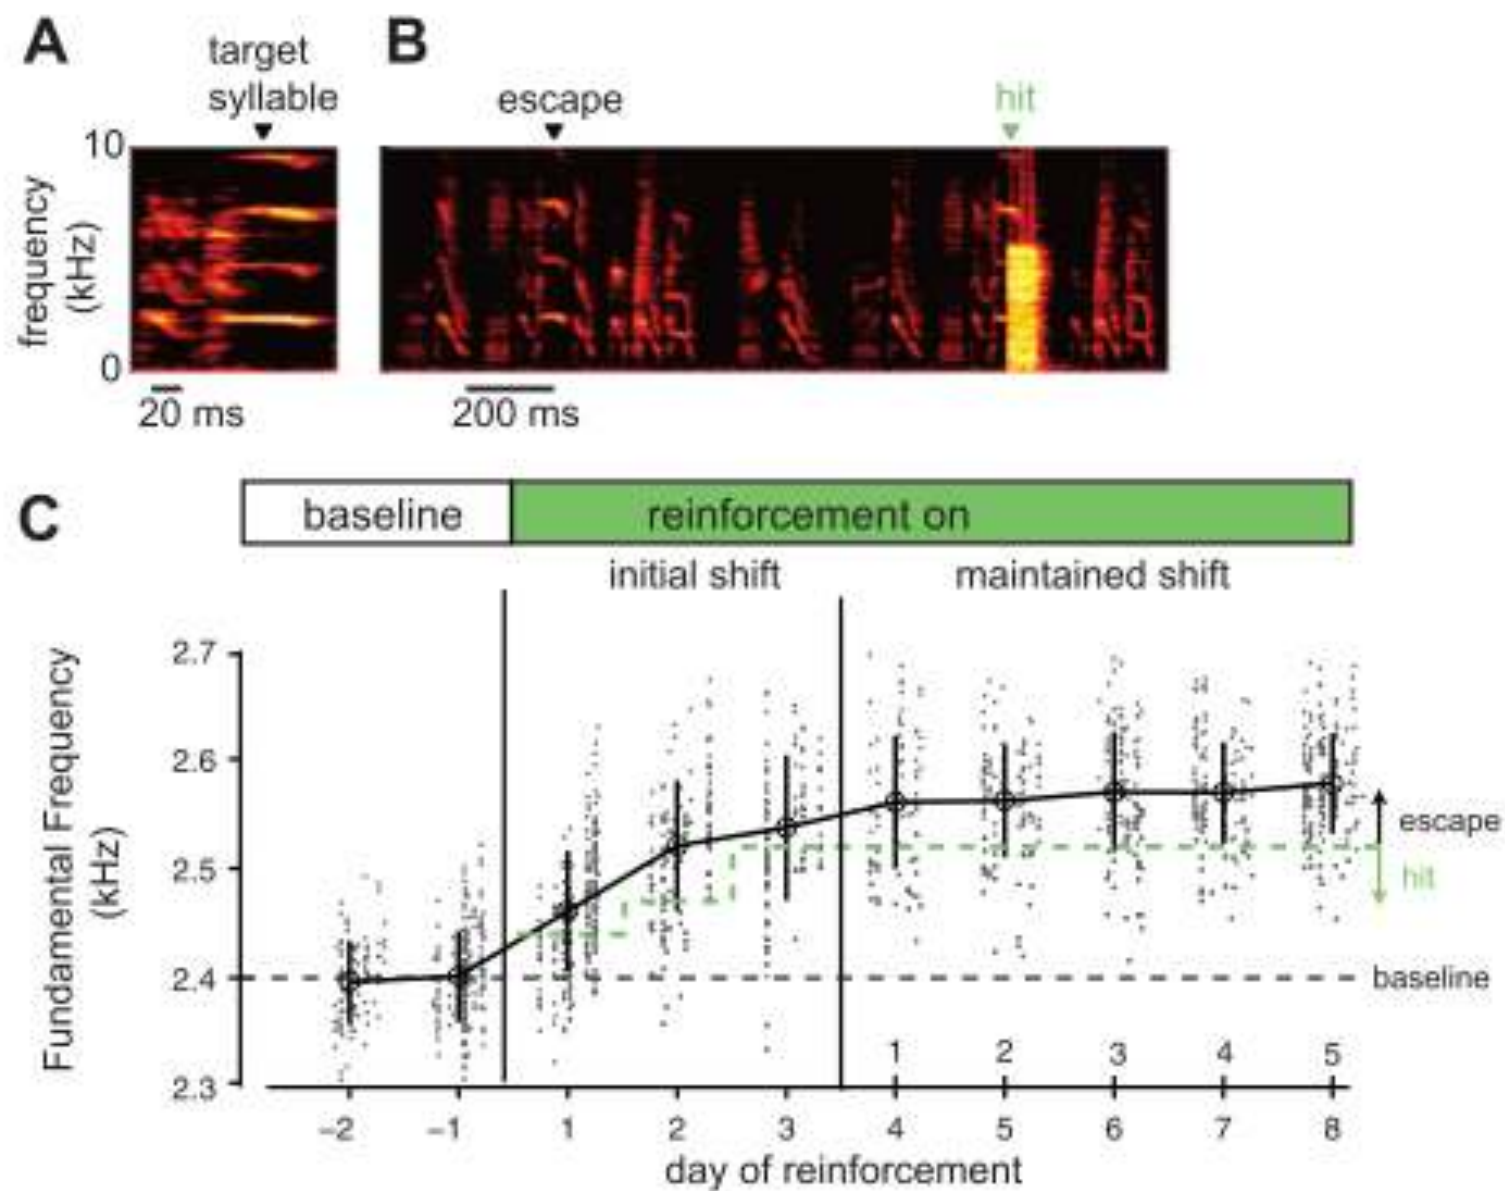 A
target
syllable
B
escape
hit
frequency
(kHz)
10
0
20 ms
200 ms
C
baseline
reinforcement on
initial shift
maintained shift
Fundamental Frequency
(kHz)
2.7
2.6
2.5
2.4
2.3
escape
hit
baseline
1 2 3 4 5
−2 −1 1 2 3 4 5 6 7 8
day of reinforcement